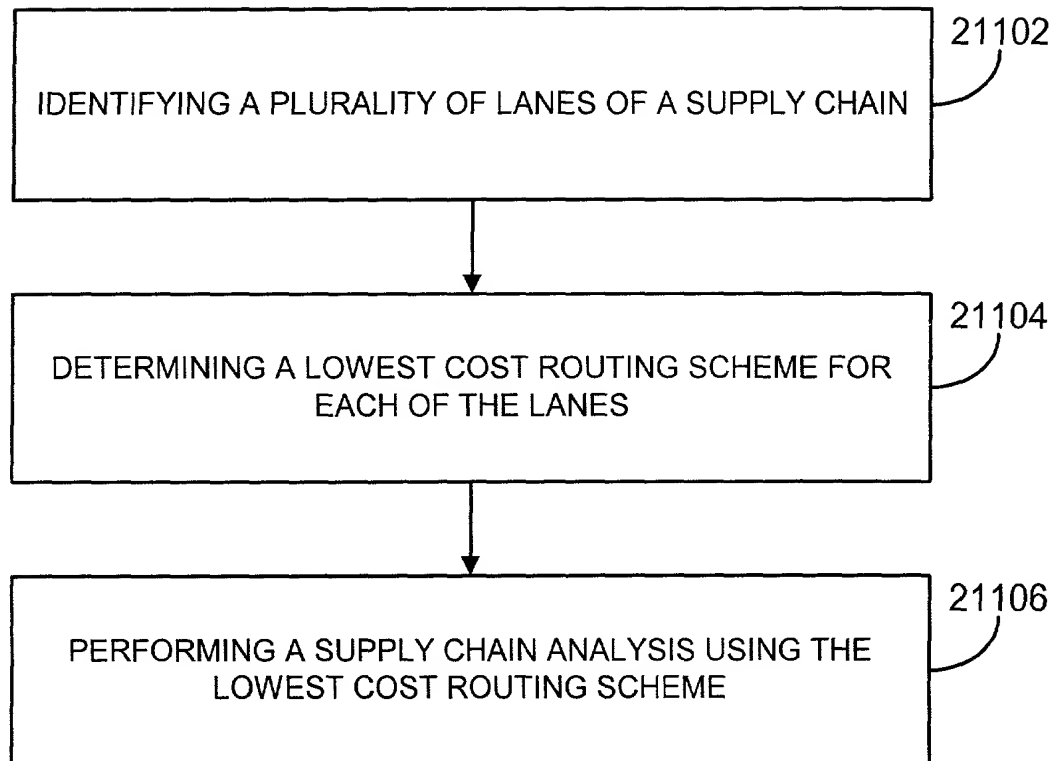 21102
IDENTIFYING A PLURALITY OF LANES OF A SUPPLY CHAIN
21104
DETERMINING A LOWEST COST ROUTING SCHEME FOR
EACH OF THE LANES
21106
PERFORMING A SUPPLY CHAIN ANALYSIS USING THE
LOWEST COST ROUTING SCHEME